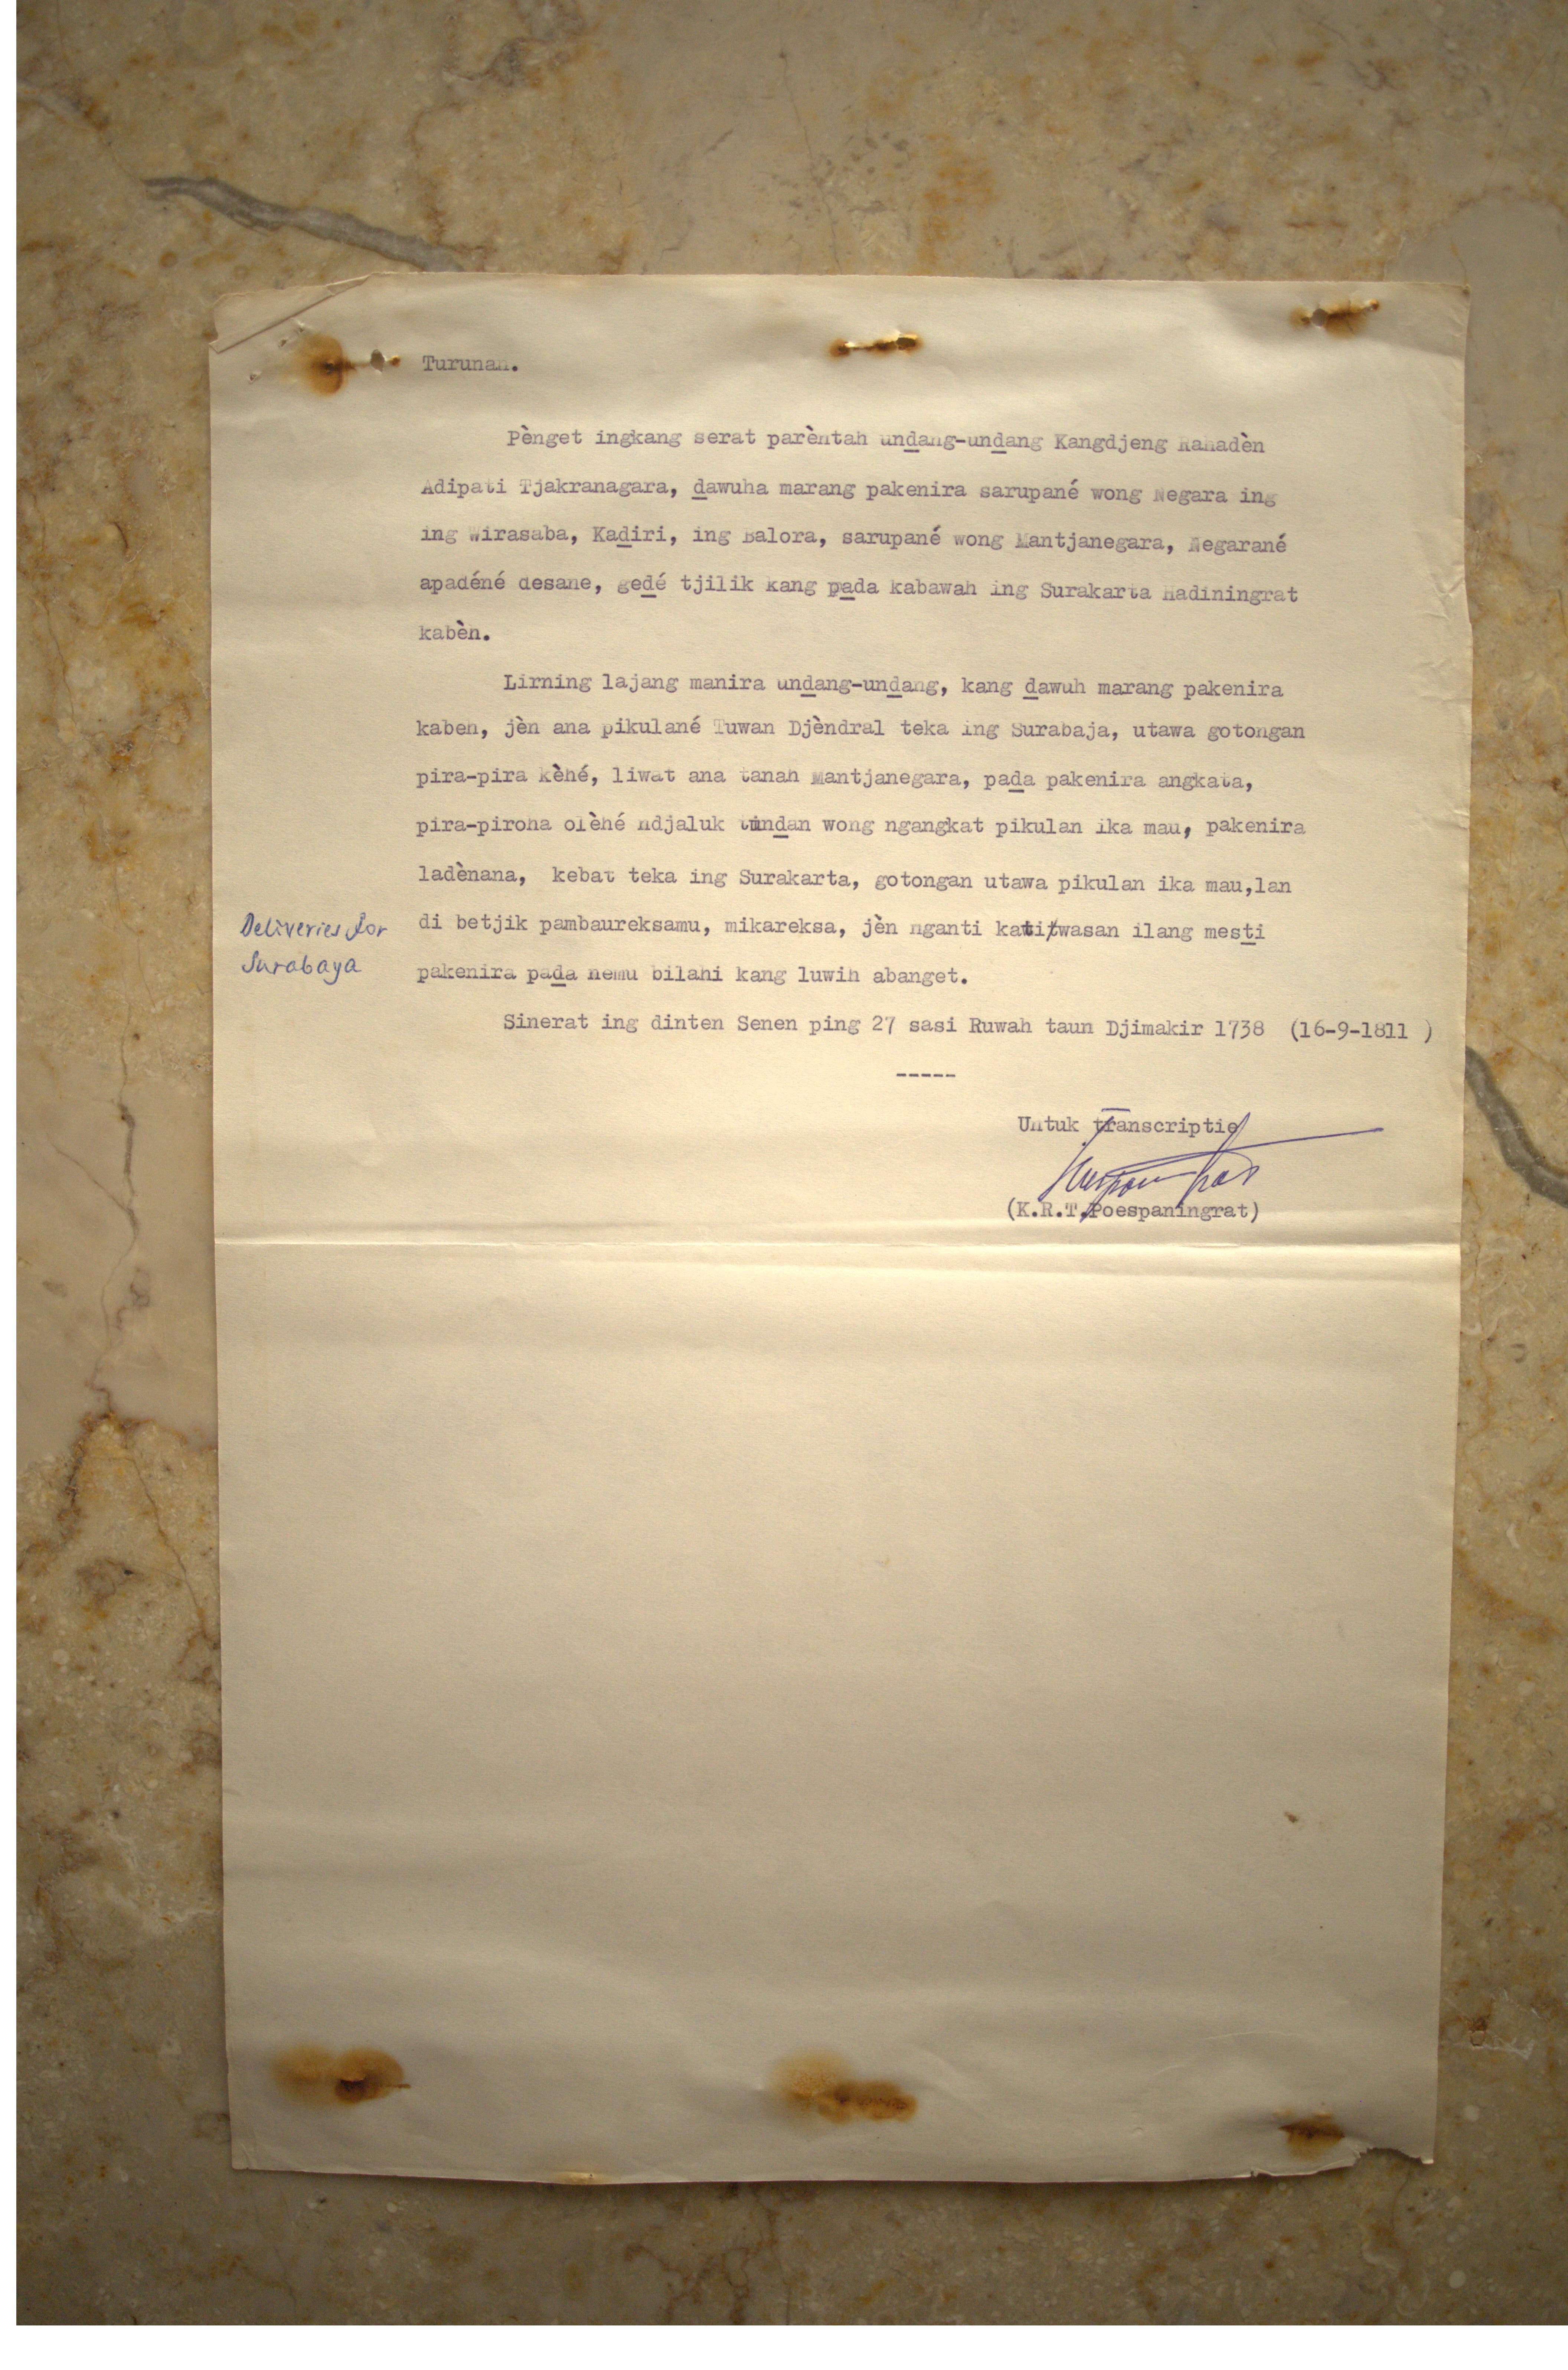 Turunan.
Pènget ingkang serat parèntah undang-undang Kangdjeng Rahadèn
Adipati Tjakranagara, dawuha marang pakenira sarupané wong Negara ing
ing Wirasaba, Kadiri, ing Balora, sarupané wong Mantjanegara, Negarané
apadéné desane, gedé tjilik kang pada kabawah ing Surakarta Hadiningrat
kabèn.
Lirning lajang manira undang-undang, kang dawuh marang pakenira
kaben, jèn ana pikulané Tuwan Djèndral teka ing Surabaja, utawa gotongan
pira-pira kèhé, liwat ana tanah Mantjanegara, pada pakenira angkata,
pira-piroha olèhé ndjaluk tundan wong ngangkat pikulan ika mau, pakenira
ladènana, kebat teka ing Surakarta, gotongan utawa pikulan ika mau,lan
Deliveries for Surabaya
di betjik pambaureksamu, mikareksa, jèn nganti katiwasan ilang mesti
pakenira pada nemu bilahi kang luwih abanget.
Sinerat ing dinten Senen ping 27 sasi Ruwah taun Djimakir 1738 (16-9-1811 )
-----
Untuk transcriptie
(K.R.T.Poespaningrat)